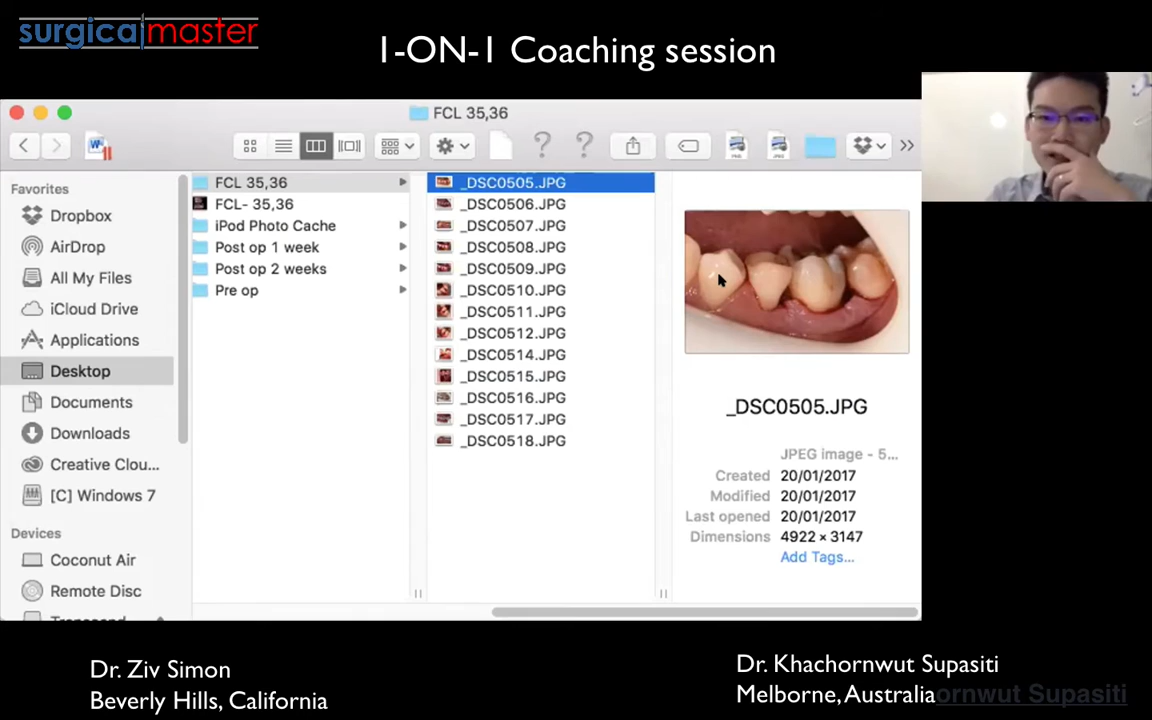 surgical master
1-ON-1 Coaching session
FCL 35,36
Favorites
Dropbox
AirDrop
All My Files
iCloud Drive
Applications
Desktop
Documents
Downloads
Creative Clou...
[C] Windows 7
Devices
Coconut Air
Remote Disc
FCL 35,36
FCL- 35,36
iPod Photo Cache
Post op 1 week
Post op 2 weeks
Pre op
_DSC0505.JPG
_DSC0506.JPG
_DSC0507.JPG
_DSC0508.JPG
_DSC0509.JPG
_DSC0510.JPG
_DSC0511.JPG
_DSC0512.JPG
_DSC0514.JPG
_DSC0515.JPG
_DSC0516.JPG
_DSC0517.JPG
_DSC0518.JPG
_DSC0505.JPG
JPEG image - 5...
Created 20/01/2017
Modified 20/01/2017
Last opened 20/01/2017
Dimensions 4922 × 3147
Add Tags...
Dr. Ziv Simon
Beverly Hills, California
Dr. Khachornwut Supasiti
Melborne, Australia
ornwut Supasiti